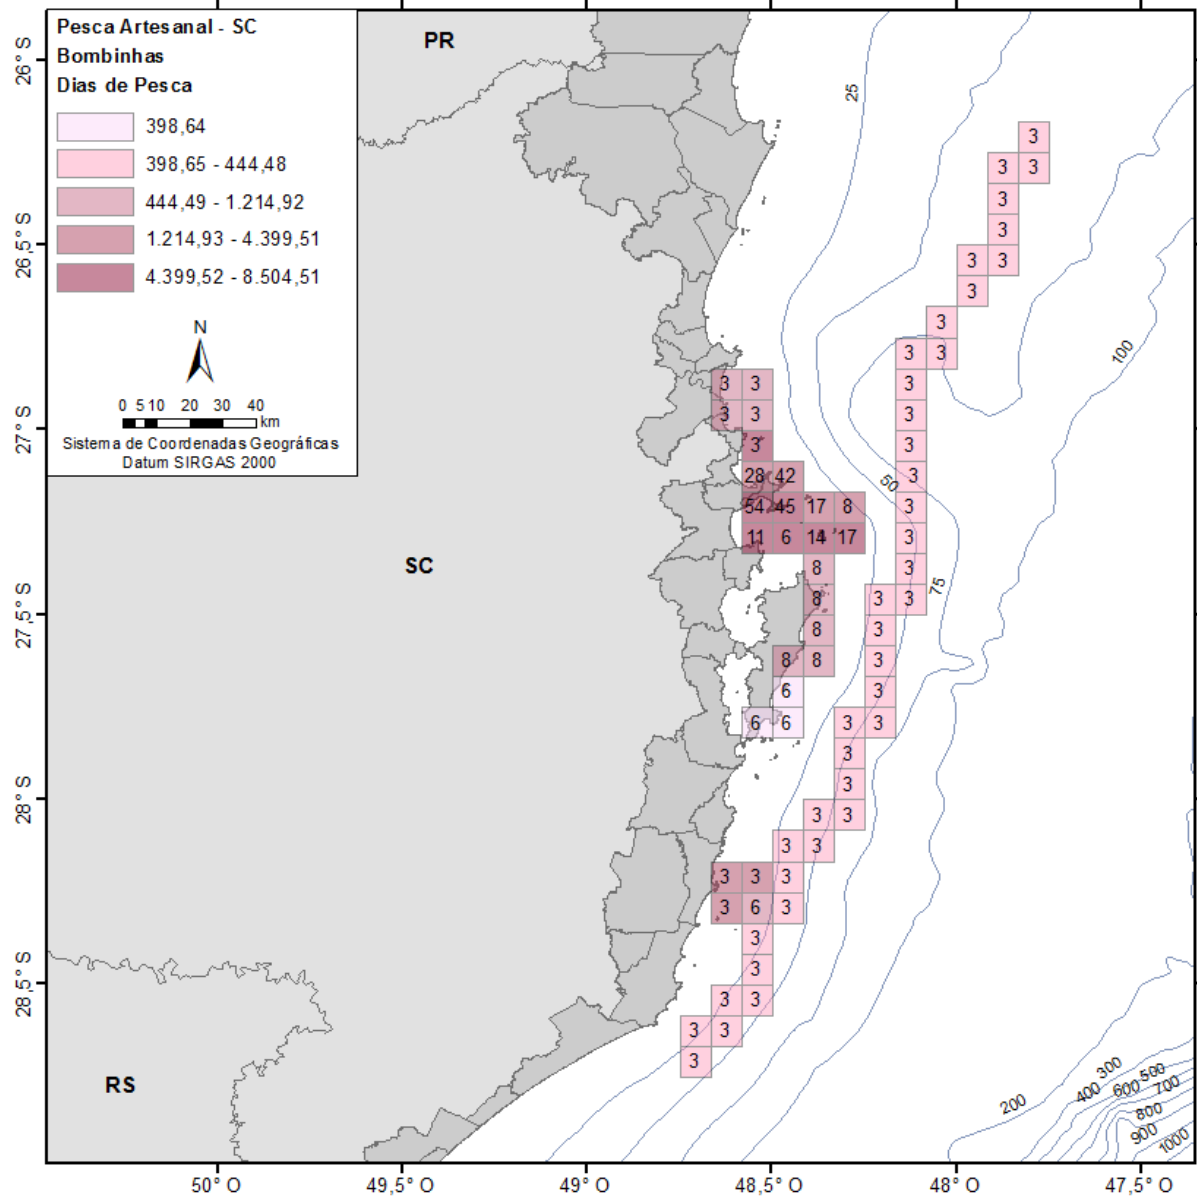 Pesca Artesanal - SC
Bombinhas
Dias de Pesca
398,64
398,65 - 444,48
444,49 - 1.214,92
1.214,93 - 4.399,51
4.399,52 - 8.504,51
N
0 5 10 20 30 40
km
Sistema de Coordenadas Geográficas
Datum SIRGAS 2000
PR
SC
RS
26° S
26,5° S
27° S
27,5° S
28° S
28,5° S
25
100
50
75
3
3 3
3
3
3 3
3
3
3 3
3 3 3
3 3 3
3 3
28 42 3
54 45 17 8 3
11 6 14 17 3
8 3
8 3 3
8 3
8 8 3
6 3
6 6 3 3
3
3
3 3
3 3
3 3 3
3 6 3
3
3
3 3
3 3
3
200
300
400
500
600
700
800
900
1000
50° O
49,5° O
49° O
48,5° O
48° O
47,5° O